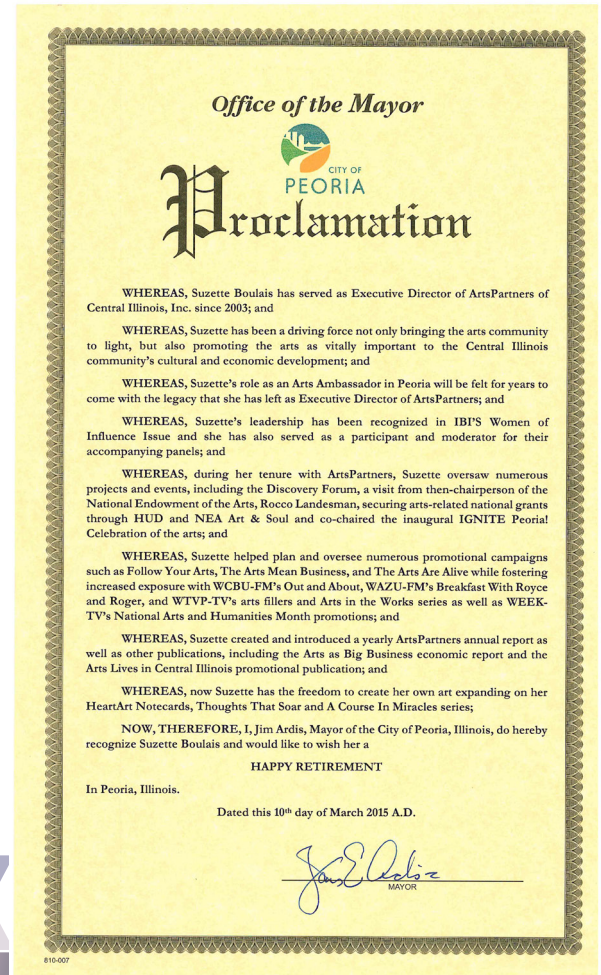 Office of the Mayor
CITY OF
PEORIA
Proclamation
WHEREAS, Suzette Boulais has served as Executive Director of ArtsPartners of
Central Illinois, Inc. since 2003; and
WHEREAS, Suzette has been a driving force not only bringing the arts community
to light, but also promoting the arts as vitally important to the Central Illinois
community's cultural and economic development; and
WHEREAS, Suzette's role as an Arts Ambassador in Peoria will be felt for years to
come with the legacy that she has left as Executive Director of ArtsPartners; and
WHEREAS, Suzette's leadership has been recognized in IBI'S Women of
Influence Issue and she has also served as a participant and moderator for their
accompanying panels; and
WHEREAS, during her tenure with ArtsPartners, Suzette oversaw numerous
projects and events, including the Discovery Forum, a visit from then-chairperson of the
National Endowment of the Arts, Rocco Landesman, securing arts-related national grants
through HUD and NEA Art & Soul and co-chaired the inaugural IGNITE Peoria!
Celebration of the arts; and
WHEREAS, Suzette helped plan and oversee numerous promotional campaigns
such as Follow Your Arts, The Arts Mean Business, and The Arts Are Alive while fostering
increased exposure with WCBU-FM's Out and About, WAZU-FM's Breakfast With Royce
and Roger, and WTVP-TV's arts fillers and Arts in the Works series as well as WEEK-
TV's National Arts and Humanities Month promotions; and
WHEREAS, Suzette created and introduced a yearly ArtsPartners annual report as
well as other publications, including the Arts as Big Business economic report and the
Arts Lives in Central Illinois promotional publication; and
WHEREAS, now Suzette has the freedom to create her own art expanding on her
HeartArt Notecards, Thoughts That Soar and A Course In Miracles series;
NOW, THEREFORE, I, Jim Ardis, Mayor of the City of Peoria, Illinois, do hereby
recognize Suzette Boulais and would like to wish her a
HAPPY RETIREMENT
In Peoria, Illinois.
Dated this 10th day of March 2015 A.D.
MAYOR
810-007